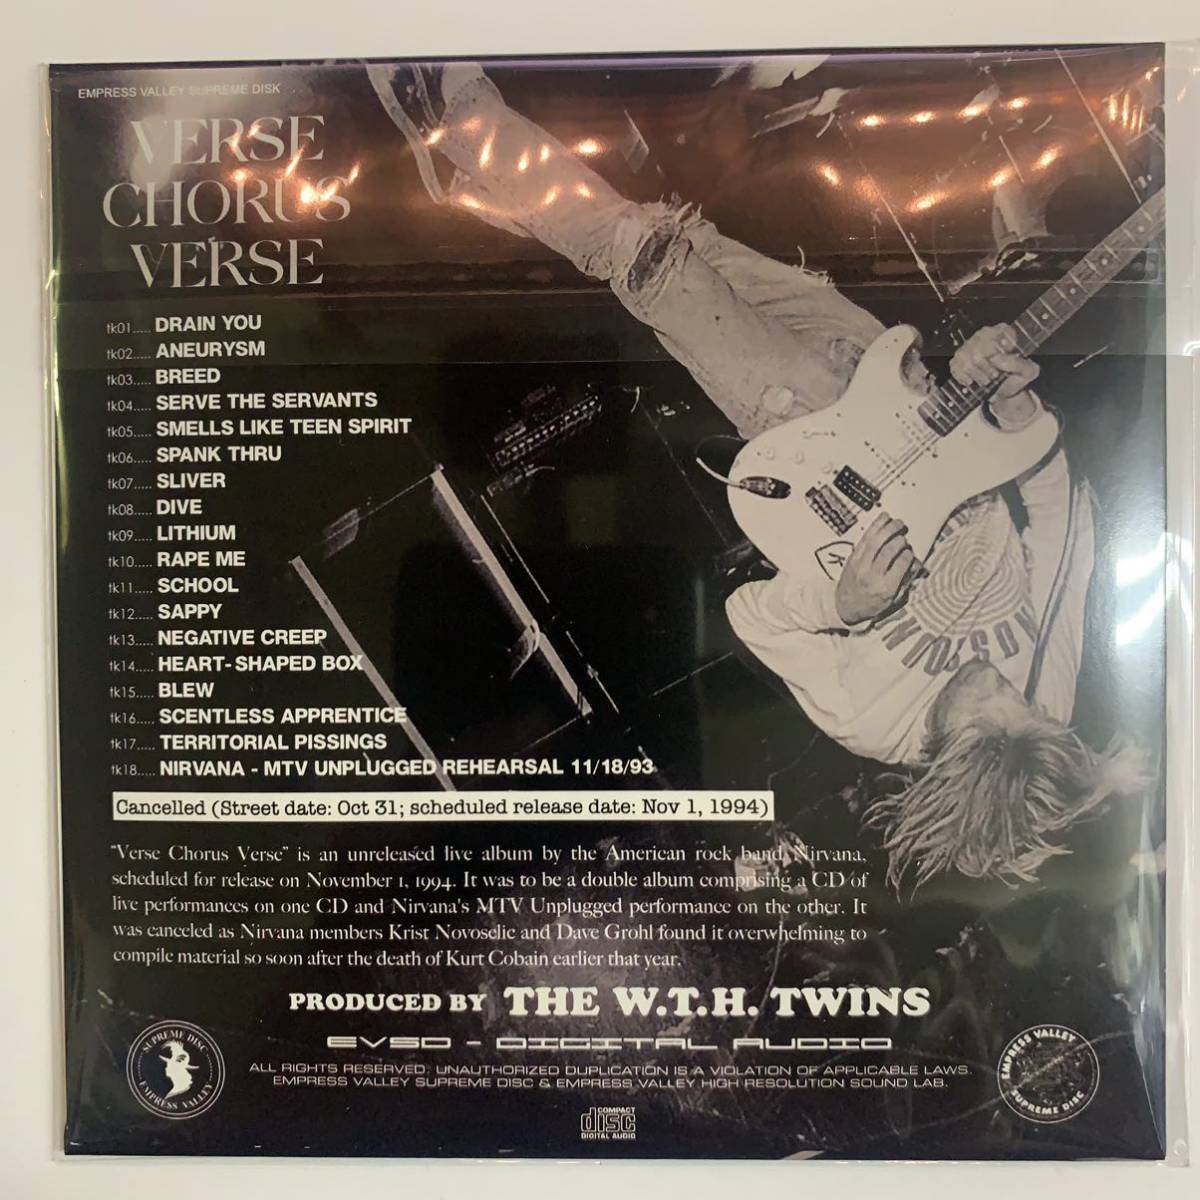 EMPRESS VALLEY SUPREME DISK
VERSE
CHORUS
VERSE
tk01..... DRAIN YOU
tk02..... ANEURYSM
tk03..... BREED
tk04..... SERVE THE SERVANTS
tk05..... SMELLS LIKE TEEN SPIRIT
tk06..... SPANK THRU
tk07..... SLIVER
tk08..... DIVE
tk09..... LITHIUM
tk10..... RAPE ME
tk11..... SCHOOL
tk12..... SAPPY
tk13..... NEGATIVE CREEP
tk14..... HEART-SHAPED BOX
tk15..... BLEW
tk16..... SCENTLESS APPRENTICE
tk17..... TERRITORIAL PISSINGS
tk18..... NIRVANA - MTV UNPLUGGED REHEARSAL 11/18/93
Cancelled (Street date: Oct 31; scheduled release date: Nov 1, 1994)
"Verse Chorus Verse" is an unreleased live album by the American rock band Nirvana,
scheduled for release on November 1, 1994. It was to be a double album comprising a CD of
live performances on one CD and Nirvana's MTV Unplugged performance on the other. It
was canceled as Nirvana members Krist Novoselic and Dave Grohl found it overwhelming to
compile material so soon after the death of Kurt Cobain earlier that year.
PRODUCED BY THE W.T.H. TWINS
EVSD - DIGITAL AUDIO
ALL RIGHTS RESERVED. UNAUTHORIZED DUPLICATION IS A VIOLATION OF APPLICABLE LAWS.
EMPRESS VALLEY SUPREME DISC & EMPRESS VALLEY HIGH RESOLUTION SOUND LAB.
SUPREME DISC
EMPRESS VALLEY
EMPRESS VALLEY
SUPREME DISC
COMPACT
disc
DIGITAL AUDIO